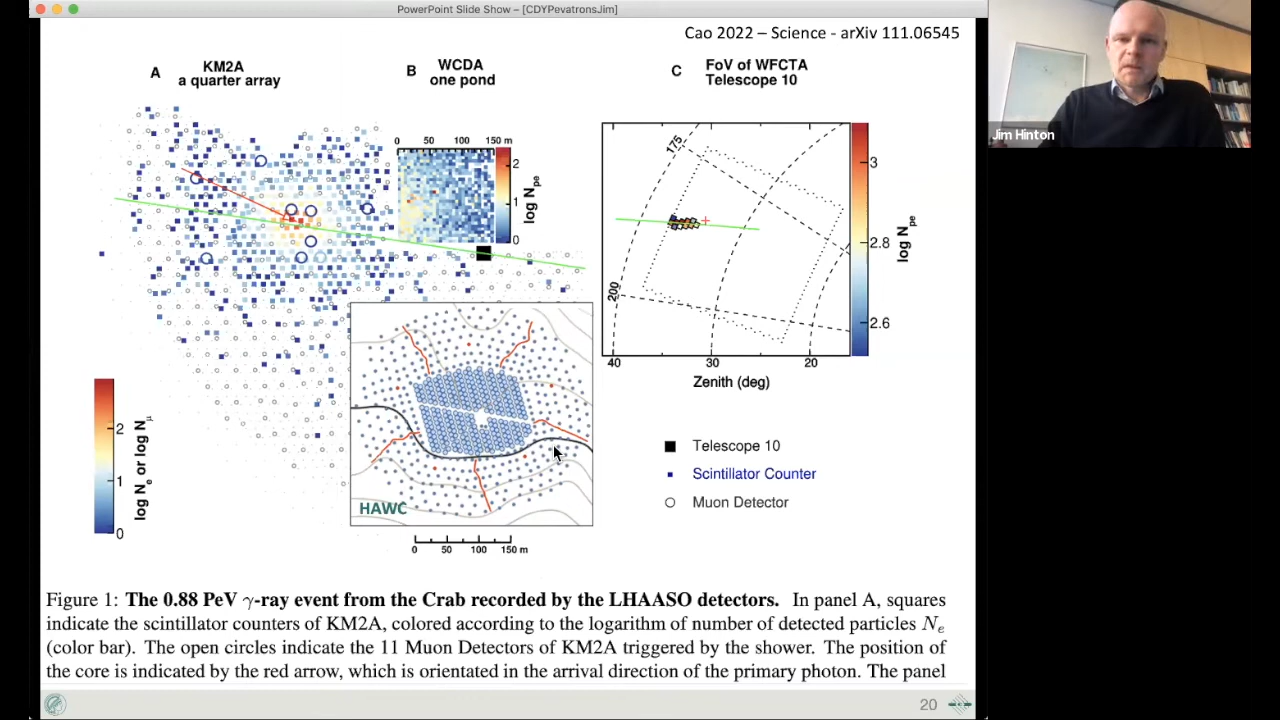 PowerPoint Slide Show – [CDYPevatronsJim]
Cao 2022 – Science - arXiv 111.06545
A
KM2A
a quarter array
B
WCDA
one pond
C
FoV of WFCTA
Telescope 10
Jim Hinton
0 50 100 150 m
2
1
0
log Npe
175
200
40 30 20
Zenith (deg)
3
2.8
2.6
log Npe
2
1
0
log Ne or log Nμ
HAWC
0 50 100 150 m
Telescope 10
Scintillator Counter
Muon Detector
Figure 1: The 0.88 PeV γ-ray event from the Crab recorded by the LHAASO detectors. In panel A, squares
indicate the scintillator counters of KM2A, colored according to the logarithm of number of detected particles Ne
(color bar). The open circles indicate the 11 Muon Detectors of KM2A triggered by the shower. The position of
the core is indicated by the red arrow, which is orientated in the arrival direction of the primary photon. The panel
20